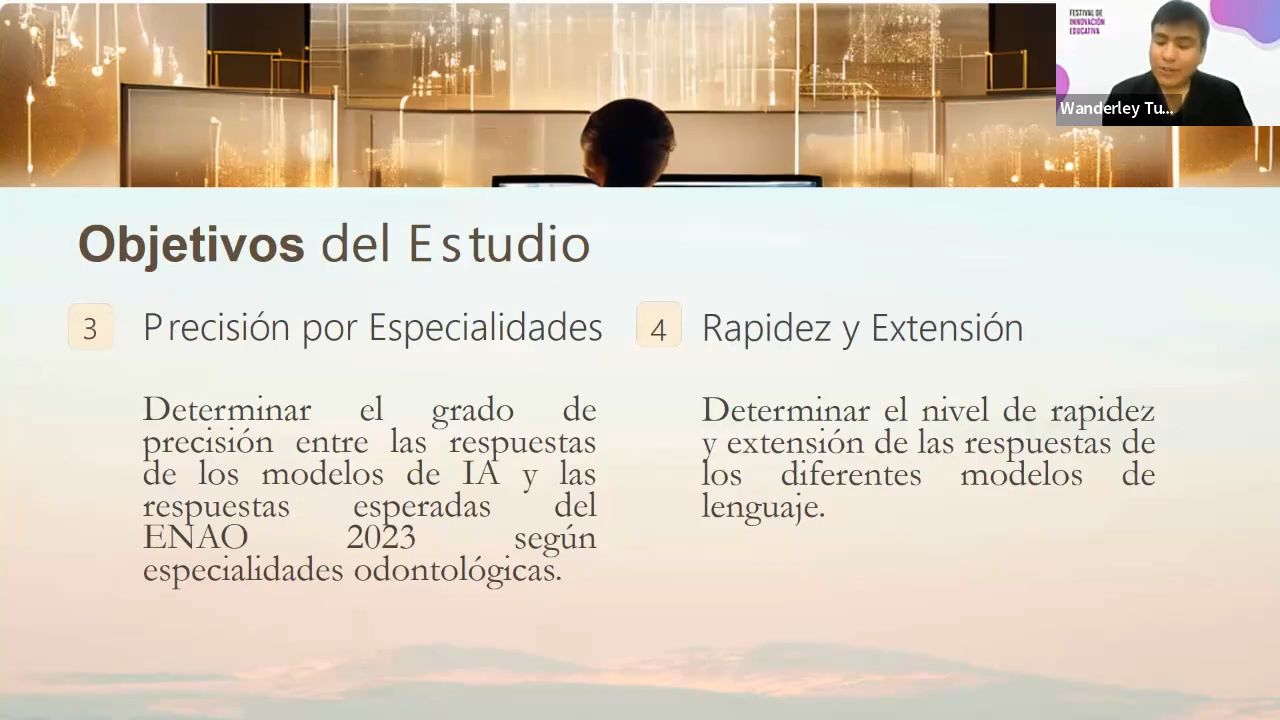 FESTIVAL DE
INNOVACIÓN
EDUCATIVA
Wanderley Tu...
Objetivos del Estudio
3
Precisión por Especialidades
Determinar el grado de
precisión entre las respuestas
de los modelos de IA y las
respuestas esperadas del
ENAO 2023 según
especialidades odontológicas.
4
Rapidez y Extensión
Determinar el nivel de rapidez
y extensión de las respuestas de
los diferentes modelos de
lenguaje.